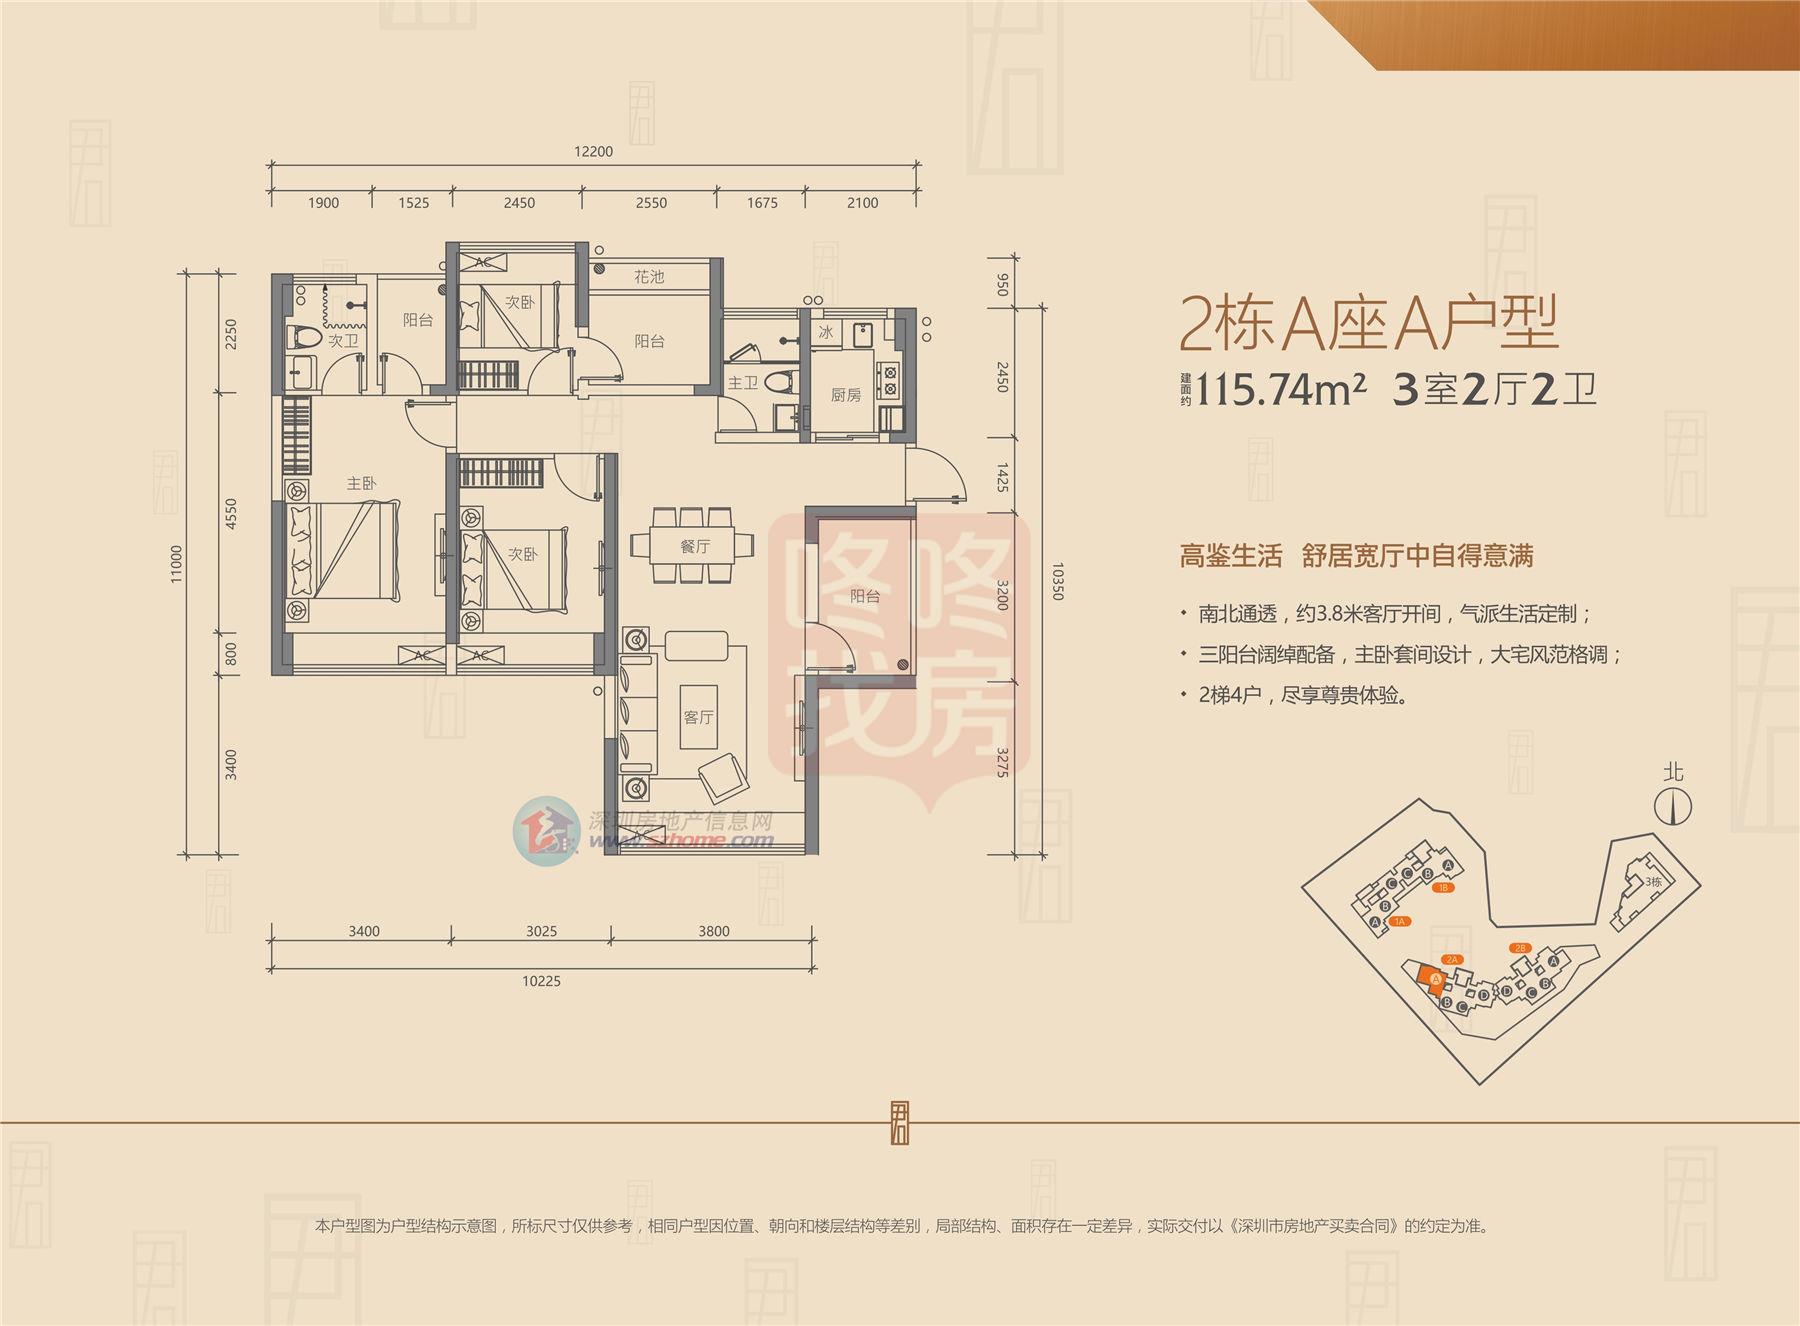 12200
1900 1525 2450 2550 1675 2100
11000
2250
4550
800
3400
950
2450
1425
3200
3275
10350
AC
次卧
花池
阳台
次卫
阳台
主卫
冰
厨房
主卧
次卧
餐厅
阳台
客厅
AC
AC
AC
3400 3025 3800
10225
咚咚找房
深圳房地产信息网
www.szhome.com
2栋A座A户型
建面约115.74m² 3室2厅2卫
高鉴生活 舒居宽厅中自得意满
• 南北通透，约3.8米客厅开间，气派生活定制；
• 三阳台阔绰配备，主卧套间设计，大宅风范格调；
• 2梯4户，尽享尊贵体验。
北
A
B
C
C
B
A
1B
1A
3栋
2A
2B
A
B
C
D
D
C
B
A
本户型图为户型结构示意图，所标尺寸仅供参考，相同户型因位置、朝向和楼层结构等差别，局部结构、面积存在一定差异，实际交付以《深圳市房地产买卖合同》的约定为准。